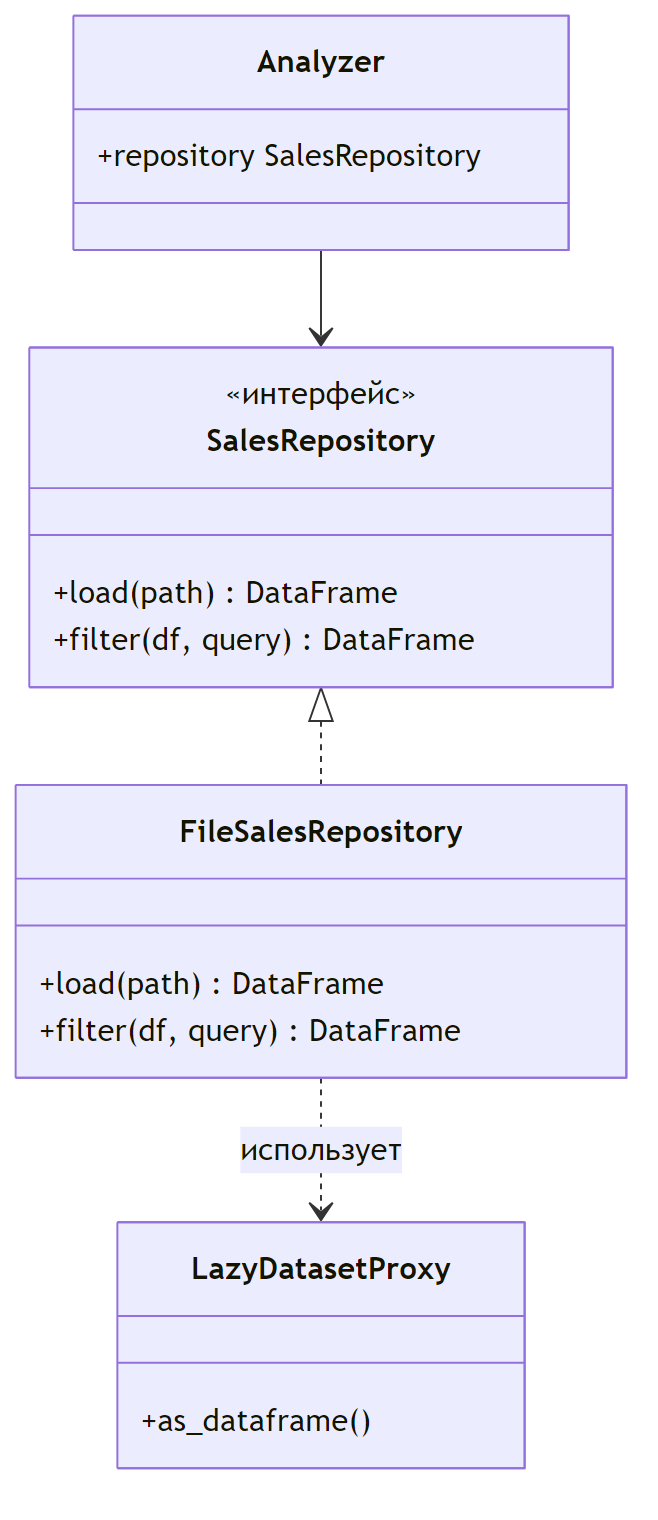 Analyzer
+repository SalesRepository
«интерфейс»
SalesRepository
+load(path) : DataFrame
+filter(df, query) : DataFrame
FileSalesRepository
+load(path) : DataFrame
+filter(df, query) : DataFrame
использует
LazyDatasetProxy
+as_dataframe()